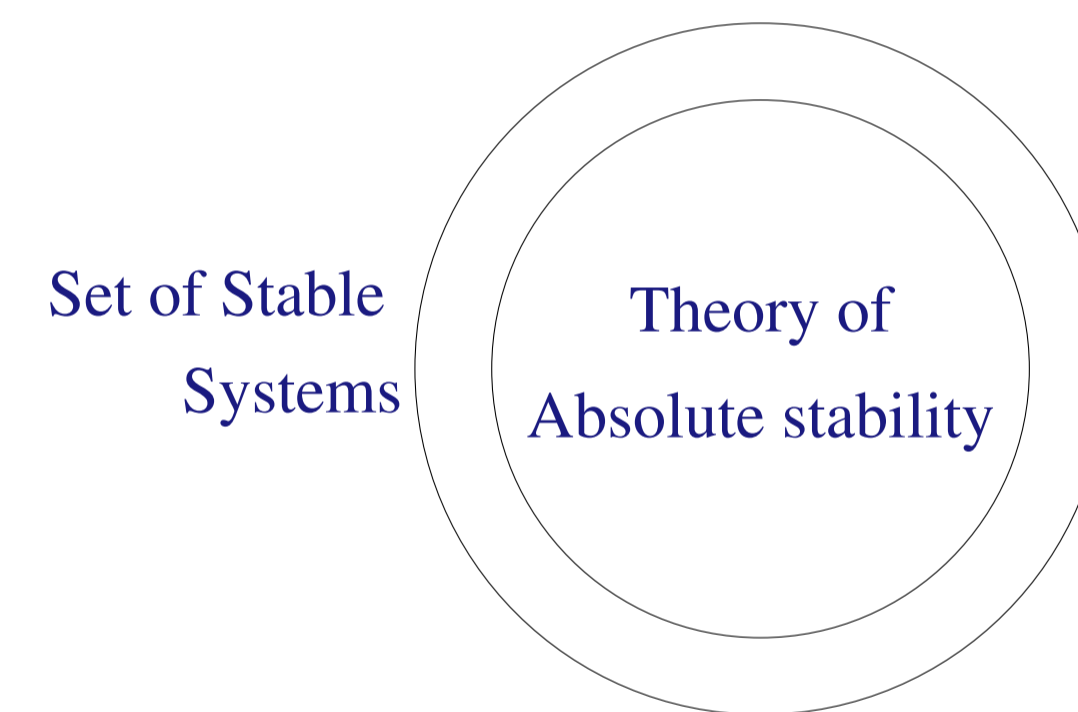 Set of Stable
Systems
Theory of
Absolute stability